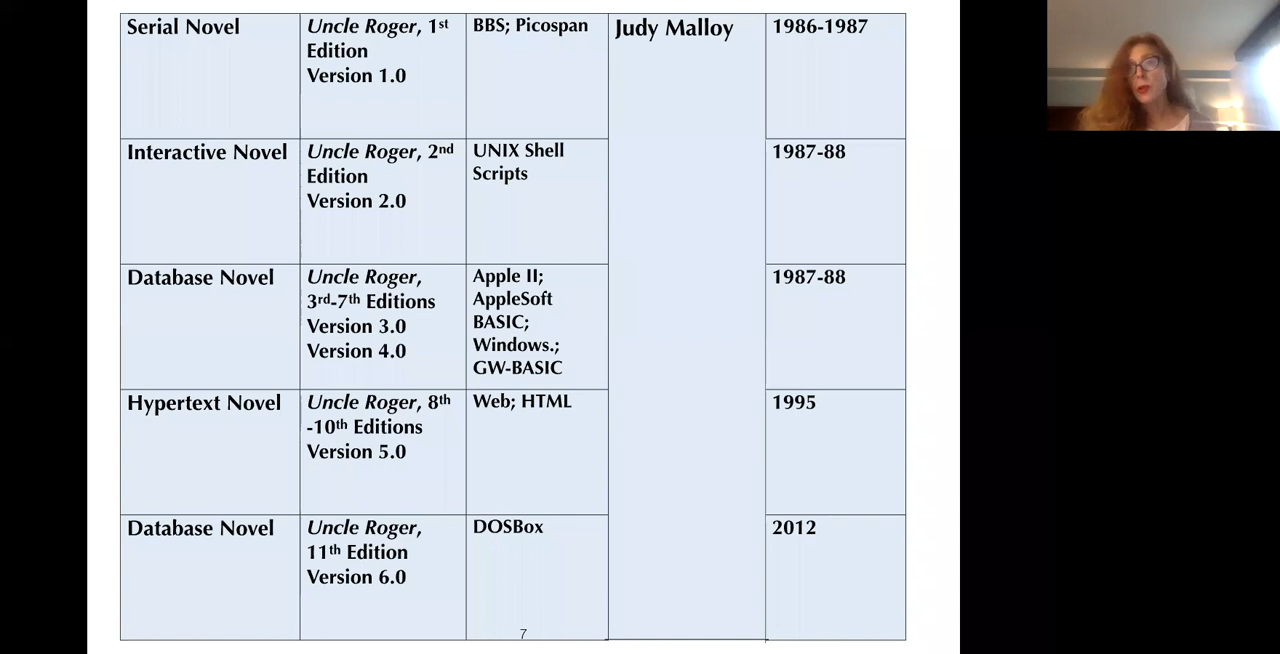 Serial Novel
Uncle Roger, 1st
Edition
Version 1.0
BBS; Picospan
Judy Malloy
1986-1987
Interactive Novel
Uncle Roger, 2nd
Edition
Version 2.0
UNIX Shell
Scripts
1987-88
Database Novel
Uncle Roger,
3rd-7th Editions
Version 3.0
Version 4.0
Apple II;
AppleSoft
BASIC;
Windows.;
GW-BASIC
1987-88
Hypertext Novel
Uncle Roger, 8th
-10th Editions
Version 5.0
Web; HTML
1995
Database Novel
Uncle Roger,
11th Edition
Version 6.0
DOSBox
2012
7